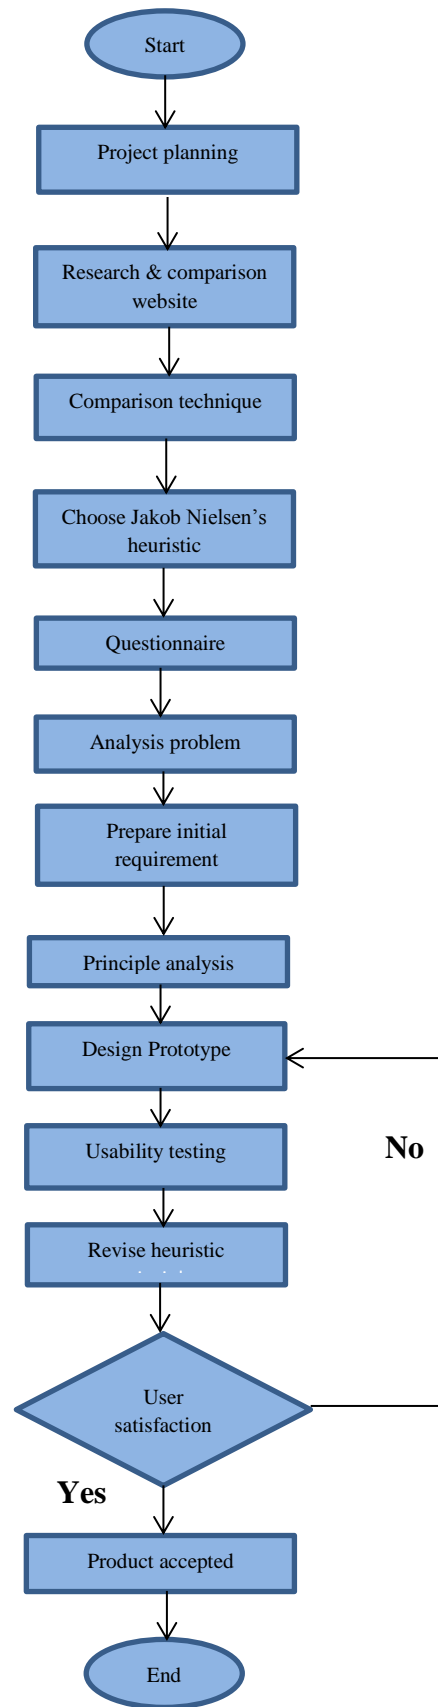 Start
Project planning
Research & comparison
website
Comparison technique
Choose Jakob Nielsen’s
heuristic
Questionnaire
Analysis problem
Prepare initial
requirement
Principle analysis
Design Prototype
No
Usability testing
Revise heuristic
User
satisfaction
Yes
Product accepted
End